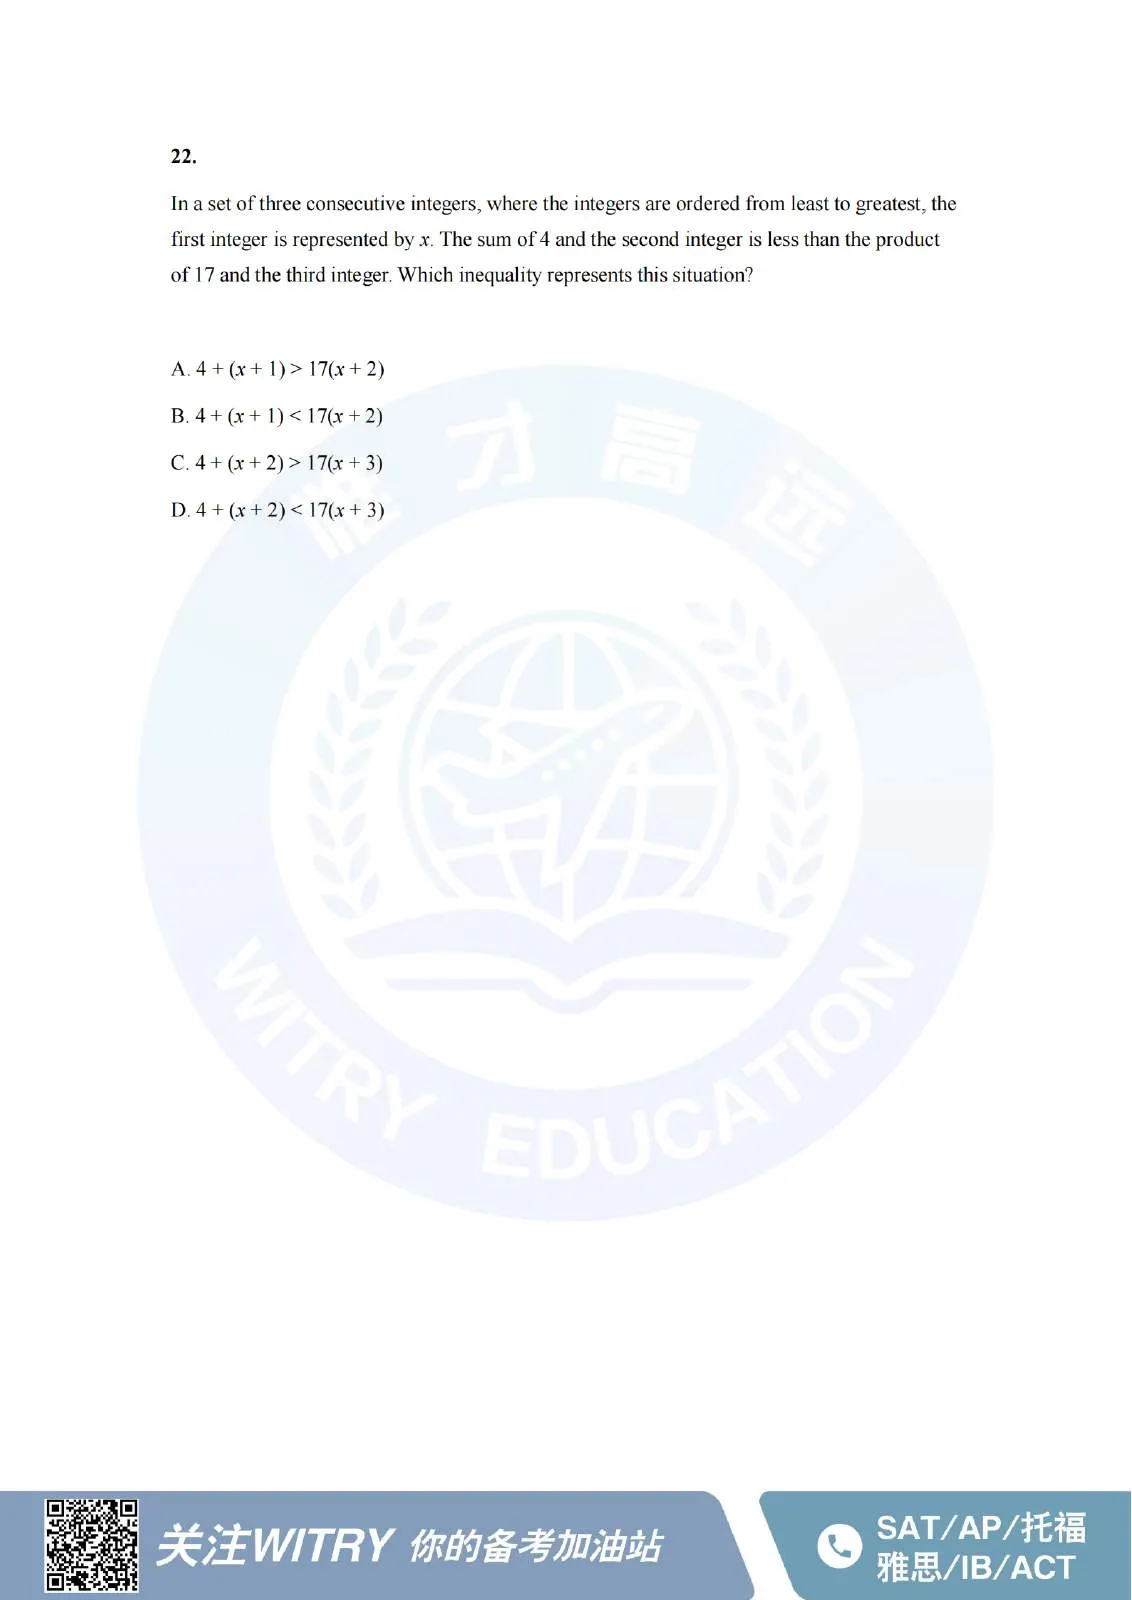 22.
In a set of three consecutive integers, where the integers are ordered from least to greatest, the
first integer is represented by x. The sum of 4 and the second integer is less than the product
of 17 and the third integer. Which inequality represents this situation?
A. 4 + (x + 1) > 17(x + 2)
B. 4 + (x + 1) < 17(x + 2)
C. 4 + (x + 2) > 17(x + 3)
D. 4 + (x + 2) < 17(x + 3)
才高远
WITRY EDUCATION
关注WITRY 你的备考加油站
SAT/AP/托福
雅思/IB/ACT